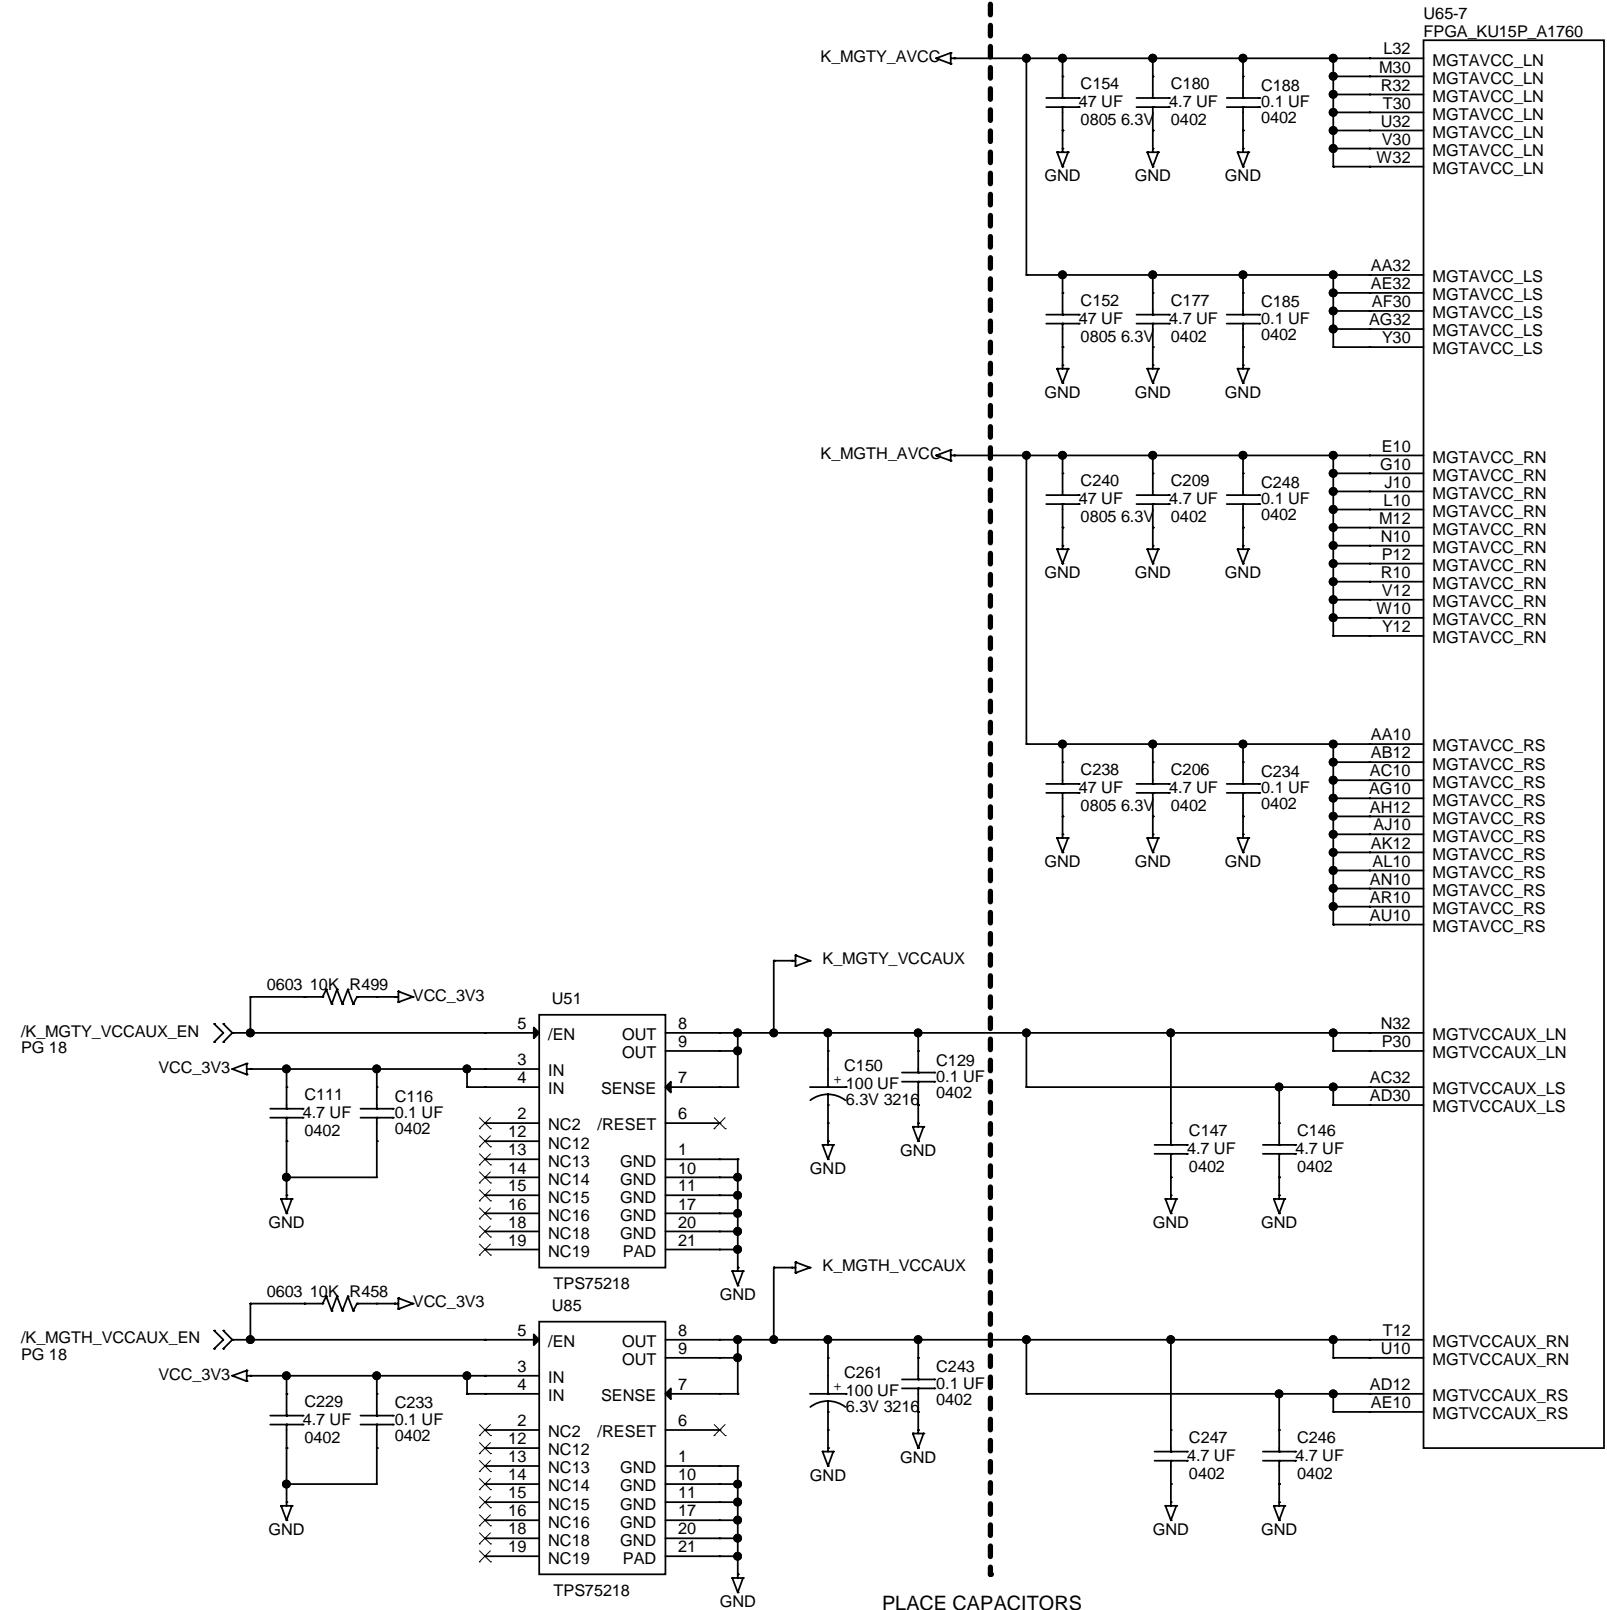 U65-7
FPGA_KU15P_A1760
K_MGTY_AVCC
L32 MGTAVCC_LN
M30 MGTAVCC_LN
R32 MGTAVCC_LN
T30 MGTAVCC_LN
U32 MGTAVCC_LN
V30 MGTAVCC_LN
W32 MGTAVCC_LN
C154 C180 C188
47 UF 4.7 UF 0.1 UF
0805 6.3V 0402 0402
GND GND GND
AA32 MGTAVCC_LS
AE32 MGTAVCC_LS
AF30 MGTAVCC_LS
AG32 MGTAVCC_LS
Y30 MGTAVCC_LS
C152 C177 C185
47 UF 4.7 UF 0.1 UF
0805 6.3V 0402 0402
GND GND GND
K_MGTH_AVCC
E10 MGTAVCC_RN
G10 MGTAVCC_RN
J10 MGTAVCC_RN
L10 MGTAVCC_RN
M12 MGTAVCC_RN
N10 MGTAVCC_RN
P12 MGTAVCC_RN
R10 MGTAVCC_RN
V12 MGTAVCC_RN
W10 MGTAVCC_RN
Y12 MGTAVCC_RN
C240 C209 C248
47 UF 4.7 UF 0.1 UF
0805 6.3V 0402 0402
GND GND GND
AA10 MGTAVCC_RS
AB12 MGTAVCC_RS
AC10 MGTAVCC_RS
AG10 MGTAVCC_RS
AH12 MGTAVCC_RS
AJ10 MGTAVCC_RS
AK12 MGTAVCC_RS
AL10 MGTAVCC_RS
AN10 MGTAVCC_RS
AR10 MGTAVCC_RS
AU10 MGTAVCC_RS
C238 C206 C234
47 UF 4.7 UF 0.1 UF
0805 6.3V 0402 0402
GND GND GND
K_MGTY_VCCAUX
0603 10K R499 VCC_3V3
U51
/K_MGTY_VCCAUX_EN
PG 18
5 /EN OUT 8
OUT 9
VCC_3V3
3 IN
4 IN SENSE 7
2 NC2 /RESET 6
12 NC12
13 NC13 GND 1
14 NC14 GND 10
15 NC15 GND 11
16 NC16 GND 17
18 NC18 GND 20
19 NC19 PAD 21
TPS75218
GND
C111 C116
4.7 UF 0.1 UF
0402 0402
GND
C150 C129
+ 100 UF 0.1 UF
6.3V 3216 0402
GND GND
N32 MGTVCCAUX_LN
P30 MGTVCCAUX_LN
AC32 MGTVCCAUX_LS
AD30 MGTVCCAUX_LS
C147 C146
4.7 UF 4.7 UF
0402 0402
GND GND
K_MGTH_VCCAUX
0603 10K R458 VCC_3V3
U85
/K_MGTH_VCCAUX_EN
PG 18
5 /EN OUT 8
OUT 9
VCC_3V3
3 IN
4 IN SENSE 7
2 NC2 /RESET 6
12 NC12
13 NC13 GND 1
14 NC14 GND 10
15 NC15 GND 11
16 NC16 GND 17
18 NC18 GND 20
19 NC19 PAD 21
TPS75218
GND
C229 C233
4.7 UF 0.1 UF
0402 0402
GND
C261 C243
+ 100 UF 0.1 UF
6.3V 3216 0402
GND GND
T12 MGTVCCAUX_RN
U10 MGTVCCAUX_RN
AD12 MGTVCCAUX_RS
AE10 MGTVCCAUX_RS
C247 C246
4.7 UF 4.7 UF
0402 0402
GND GND
PLACE CAPACITORS